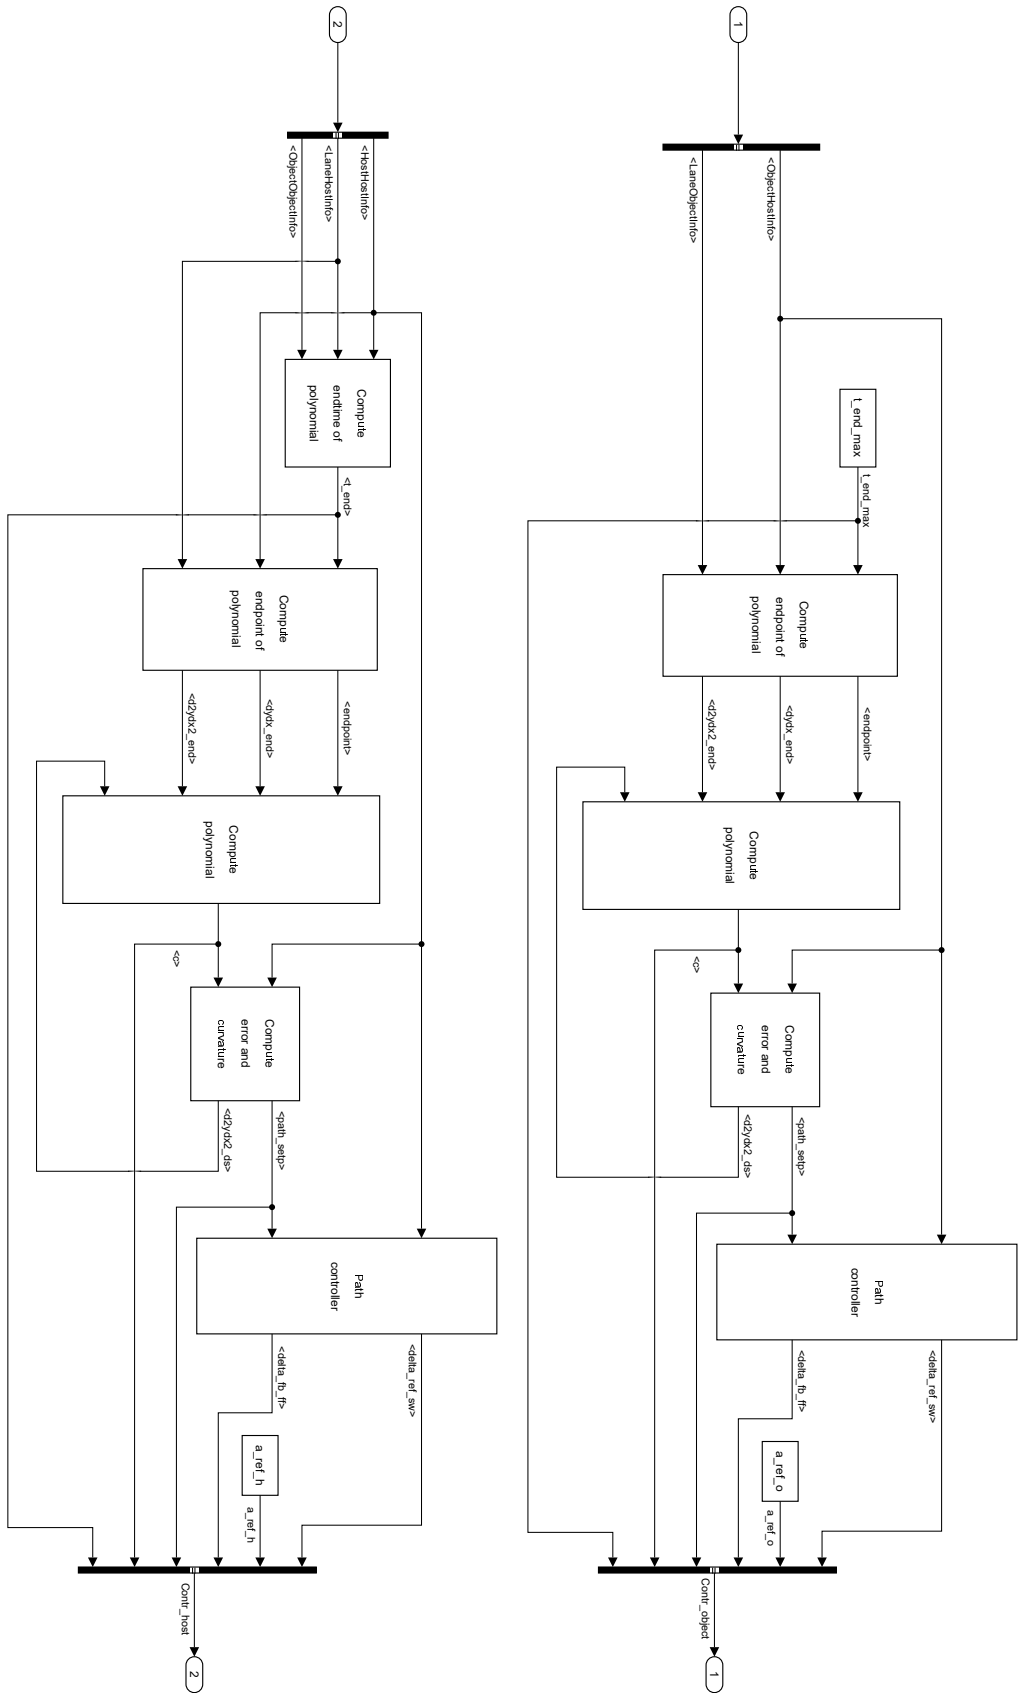 1
<ObjectHostInfo>
<LaneObjectInfo>
t_end_max
t_end_max
Compute
endpoint of
polynomial
<endpoint>
<dydx_end>
<d2ydx2_end>
Compute
polynomial
<c>
Compute
error and
curvature
<path_setp>
<d2ydx2_ds>
Path
controller
<delta_ref_sw>
<delta_fb_ff>
a_ref_o
a_ref_o
Contr_object
1
2
<HostHostInfo>
<LaneHostInfo>
<ObjectObjectInfo>
Compute
endtime of
polynomial
<t_end>
Compute
endpoint of
polynomial
<endpoint>
<dydx_end>
<d2ydx2_end>
Compute
polynomial
<c>
Compute
error and
curvature
<path_setp>
<d2ydx2_ds>
Path
controller
<delta_ref_sw>
<delta_fb_ff>
a_ref_h
a_ref_h
Contr_host
2